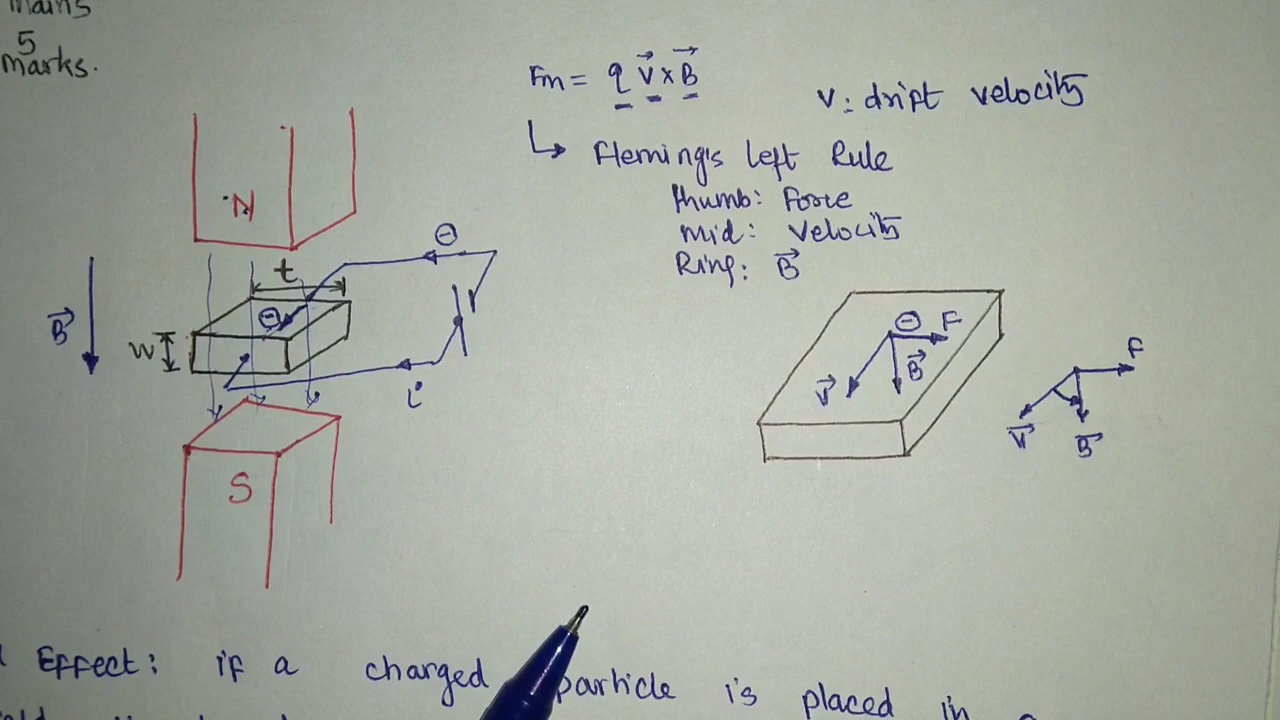 Mains
5
marks.
Fm = q V⃗ x B⃗
V: drift velocity
↳ Fleming's left Rule
thumb: Force
mid: velocity
Ring: B⃗
N
⊖
t
B⃗
W
⊖
i
S
⊖
F
V⃗
B⃗
F
V⃗
B⃗
Effect: if a charged particle is placed in a